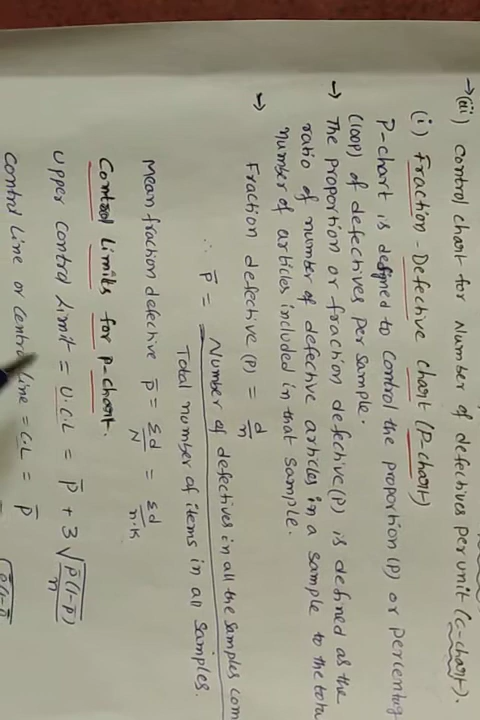 →(iii) Control chart for Number of defectives per unit (C-chart).
(i) Fraction-Defective chart (P-chart)
P-chart is defined to control the proportion (P) or percentag
(100P) of defectives per sample.
→ The proportion or fraction defective (P) is defined as the
ratio of number of defective articles in a sample to the tota
number of articles included in that sample.
→ Fraction defective (P) = d/n
∴ p̄ = Number of defectives in all the samples com
Total number of items in all samples.
Mean fraction defective p̄ = Σd/N = Σd/n·K
Control Limits for p-chart.
Upper Control Limit = U.C.L = p̄ + 3 √p̄(1-p̄)/n
Control Line or Central Line = C.L = p̄
√p̄(1-p̄